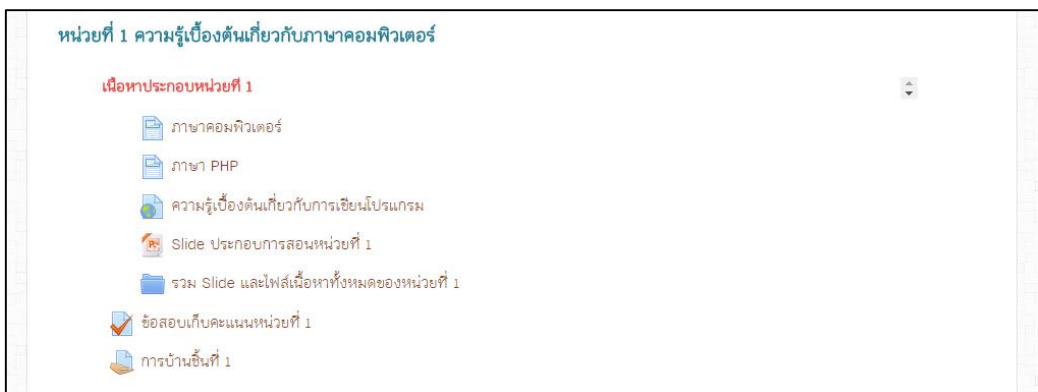 หน่วยที่ 1 ความรู้เบื้องต้นเกี่ยวกับภาษาคอมพิวเตอร์
เนื้อหาประกอบหน่วยที่ 1
ภาษาคอมพิวเตอร์
ภาษา PHP
ความรู้เบื้องต้นเกี่ยวกับการเขียนโปรแกรม
Slide ประกอบการสอนหน่วยที่ 1
รวม Slide และไฟล์เนื้อหาทั้งหมดของหน่วยที่ 1
ข้อสอบเก็บคะแนนหน่วยที่ 1
การบ้านชิ้นที่ 1